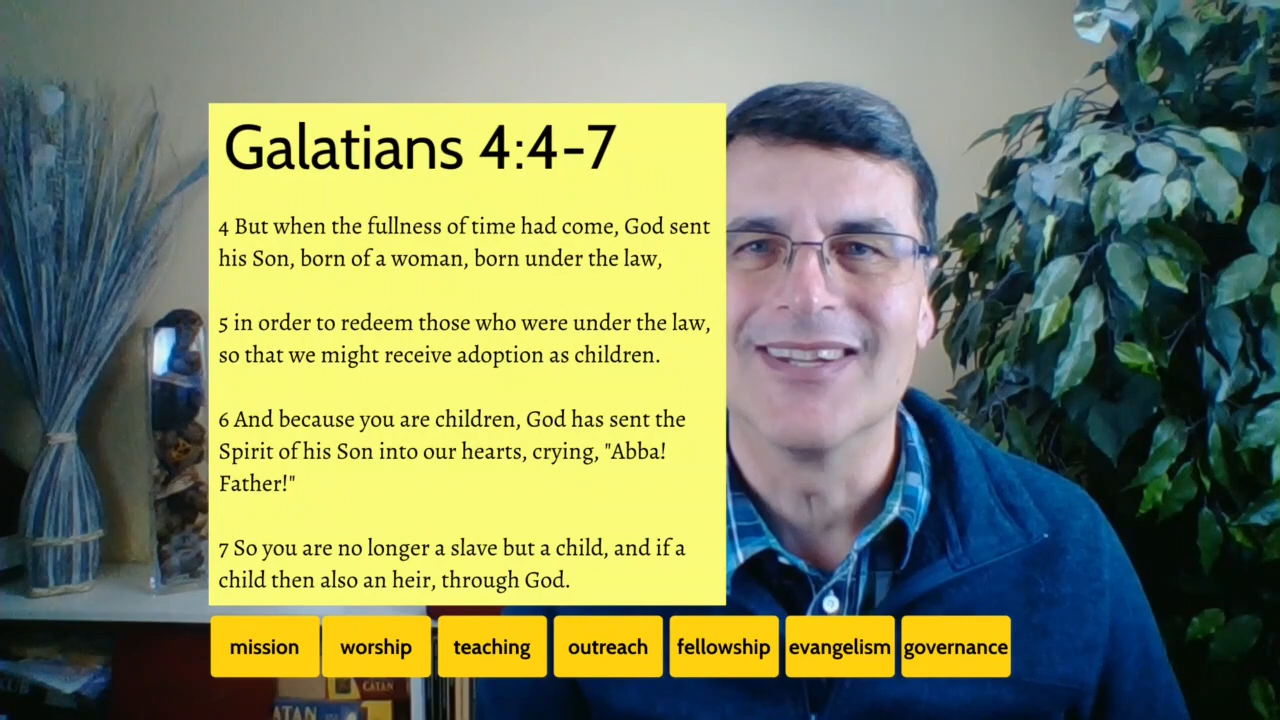 Galatians 4:4-7
4 But when the fullness of time had come, God sent
his Son, born of a woman, born under the law,
5 in order to redeem those who were under the law,
so that we might receive adoption as children.
6 And because you are children, God has sent the
Spirit of his Son into our hearts, crying, "Abba!
Father!"
7 So you are no longer a slave but a child, and if a
child then also an heir, through God.
mission worship teaching outreach fellowship evangelism governance
CATAN
CATAN